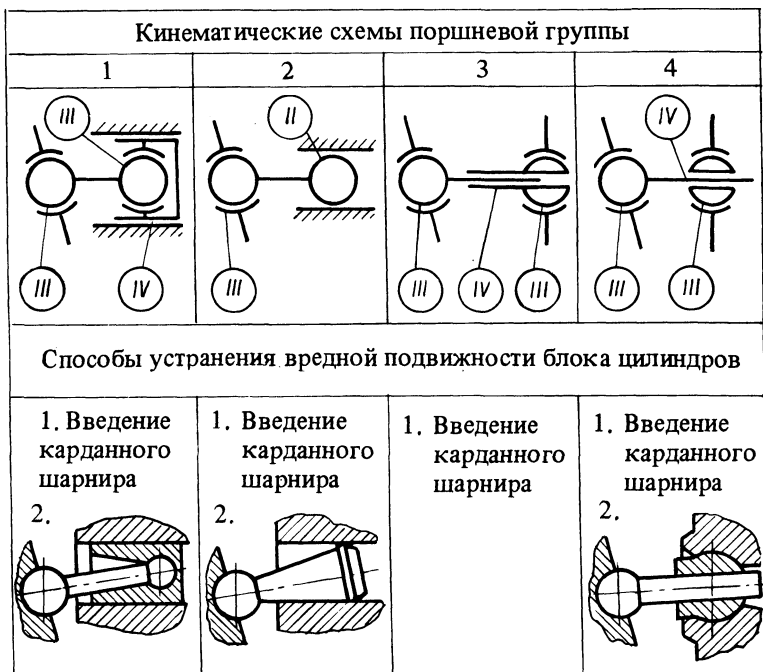 Кинематические схемы поршневой группы
1 2 3 4
III II IV
III IV III III IV III III III
Способы устранения вредной подвижности блока цилиндров
1. Введение карданного шарнира
2.
1. Введение карданного шарнира
2.
1. Введение карданного шарнира
1. Введение карданного шарнира
2.